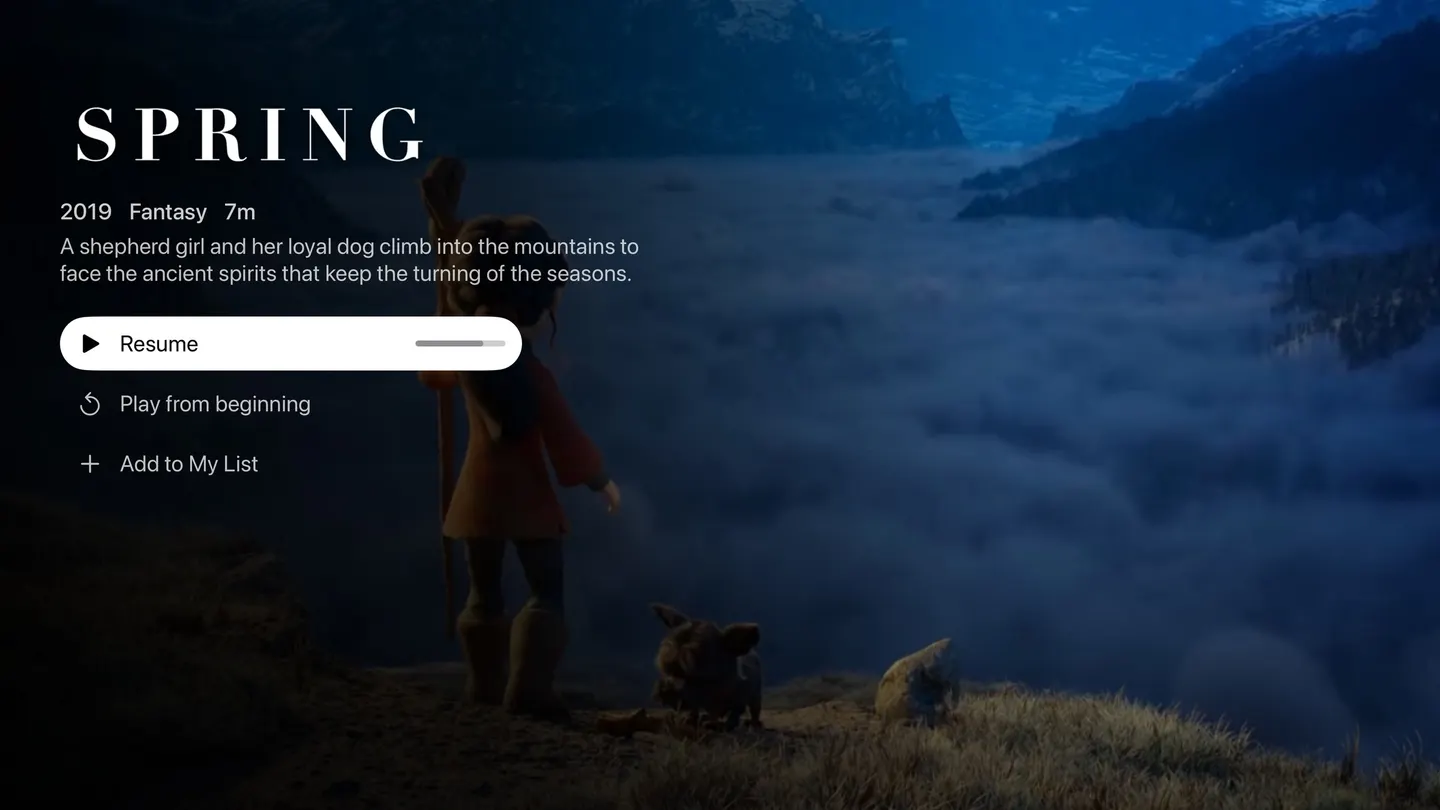 SPRING
2019 Fantasy 7m
A shepherd girl and her loyal dog climb into the mountains to
face the ancient spirits that keep the turning of the seasons.
Resume
Play from beginning
Add to My List